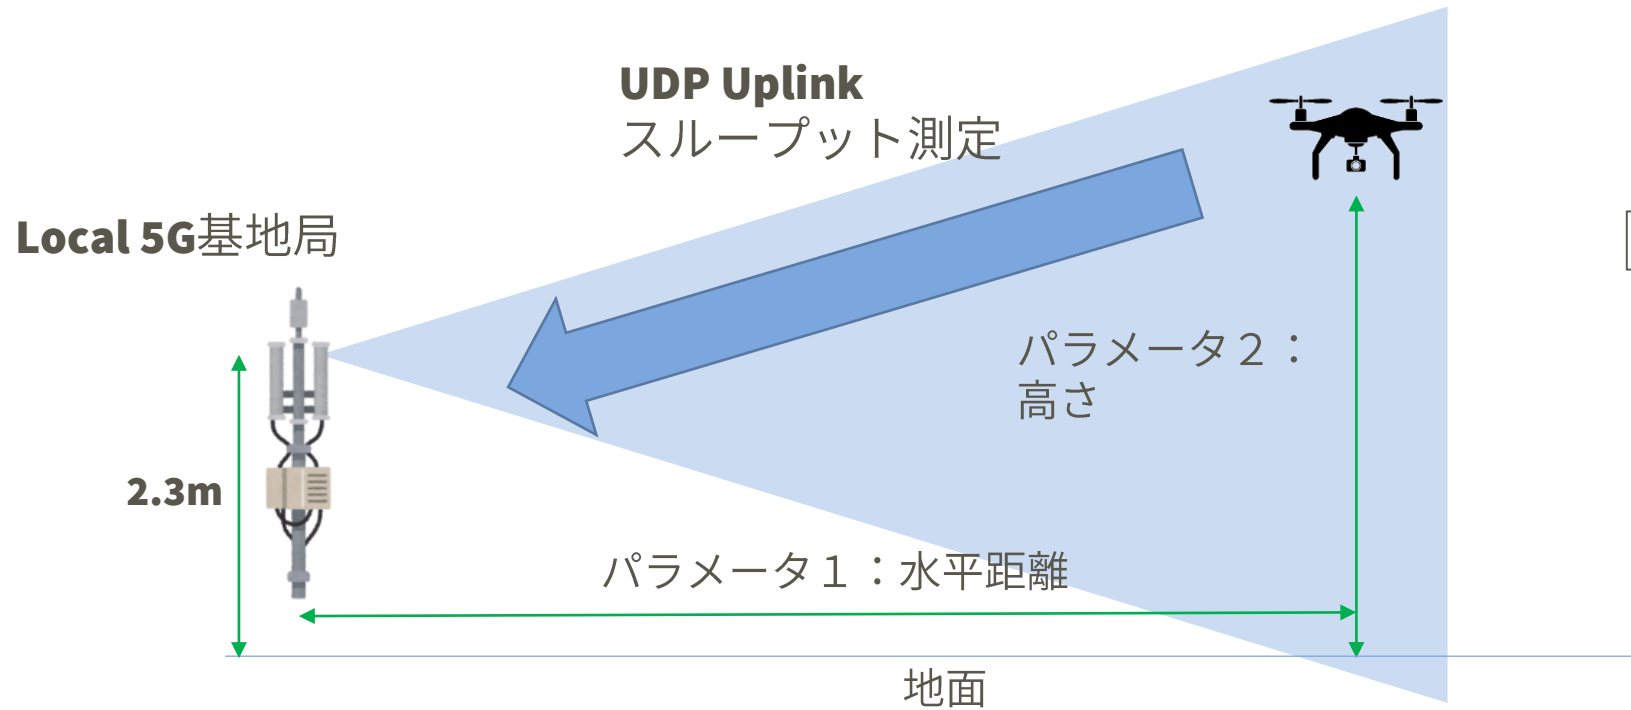 UDP Uplink
スループット測定
Local 5G基地局
パラメータ２：
高さ
2.3m
パラメータ１：水平距離
地面